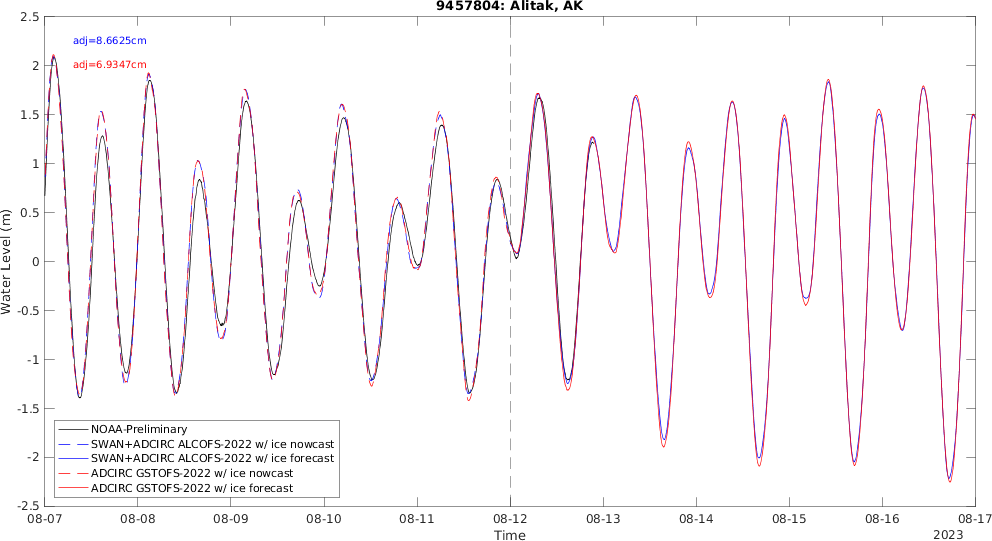 9457804: Alitak, AK
adj=8.6625cm
adj=6.9347cm
Water Level (m)
2.5
2
1.5
1
0.5
0
-0.5
-1
-1.5
-2
-2.5
NOAA-Preliminary
SWAN+ADCIRC ALCOFS-2022 w/ ice nowcast
SWAN+ADCIRC ALCOFS-2022 w/ ice forecast
ADCIRC GSTOFS-2022 w/ ice nowcast
ADCIRC GSTOFS-2022 w/ ice forecast
08-07 08-08 08-09 08-10 08-11 08-12 08-13 08-14 08-15 08-16 08-17
Time
2023